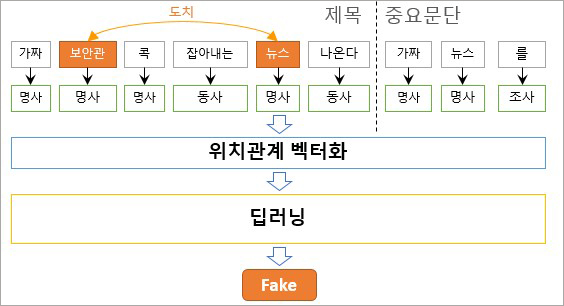 도치 제목 중요문단
가짜 보안관 콕 잡아내는 뉴스 나온다 가짜 뉴스 를
명사 명사 명사 동사 명사 동사 명사 명사 조사
위치관계 벡터화
딥러닝
Fake